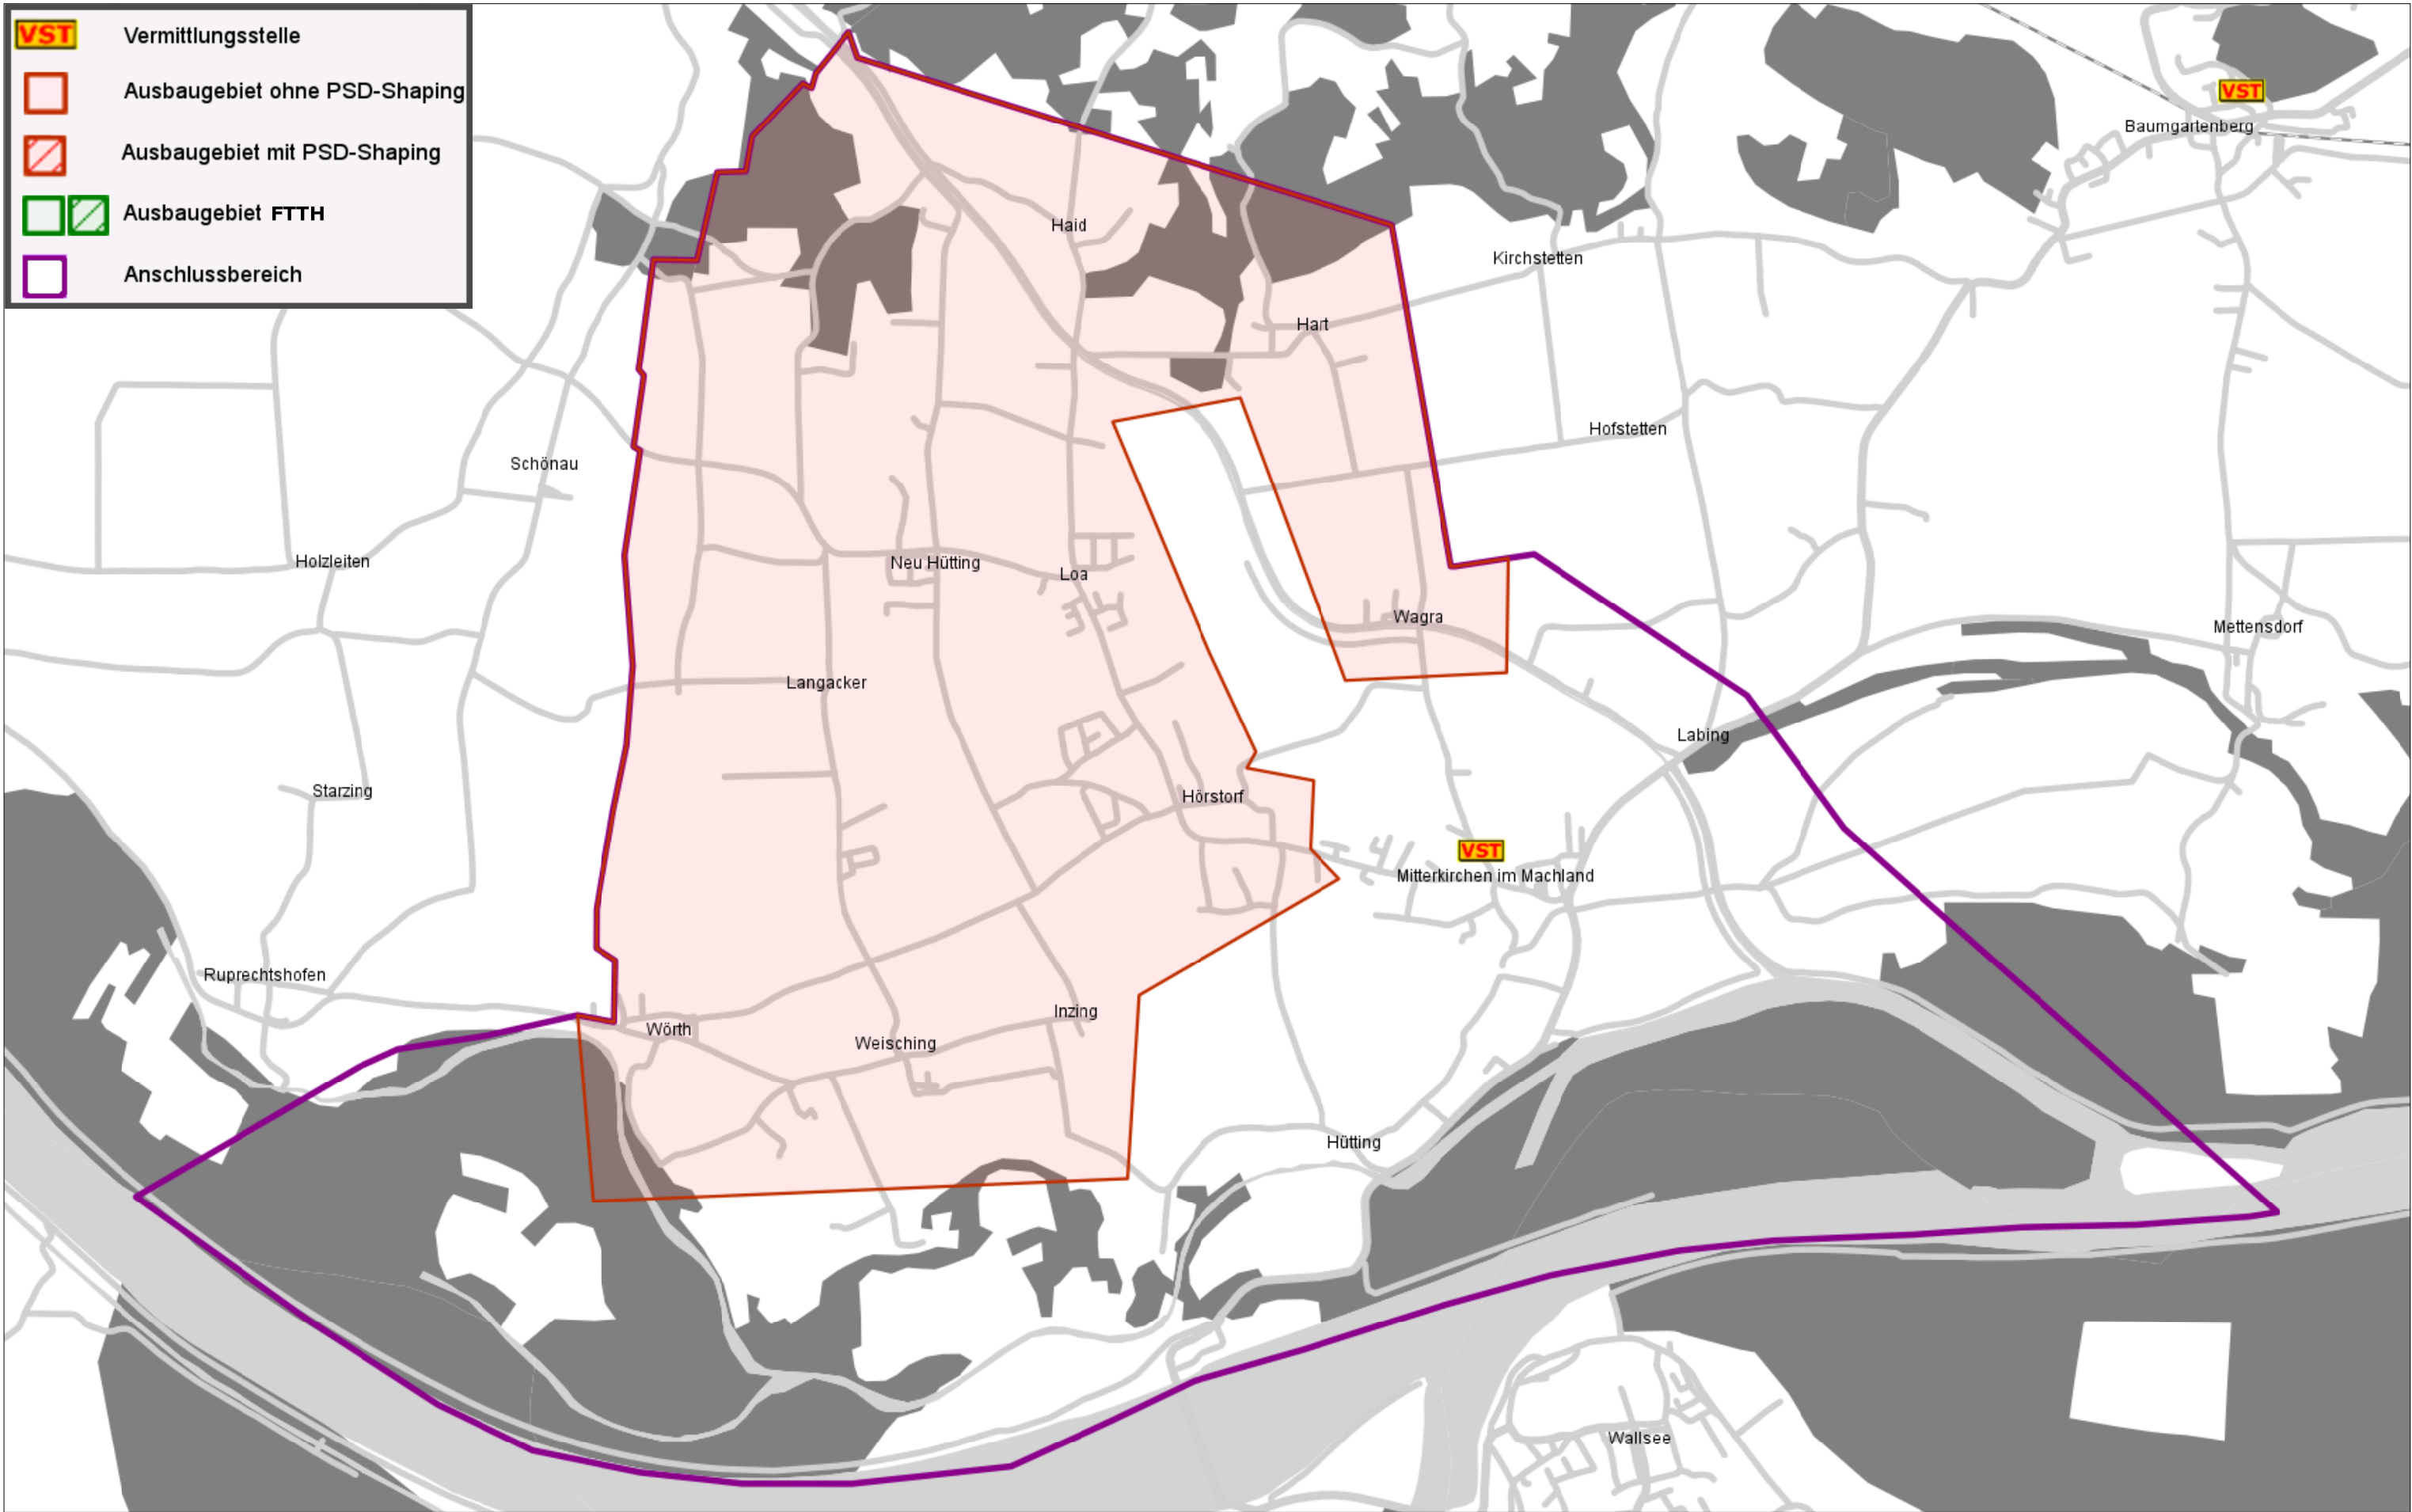 VST Vermittlungsstelle
Ausbaugebiet ohne PSD-Shaping
Ausbaugebiet mit PSD-Shaping
Ausbaugebiet FTTH
Anschlussbereich
VST
Baumgartenberg
Haid
Kirchstetten
Hart
Hofstetten
Schönau
Holzleiten
Neu Hütting
Loa
Wagra
Mettensdorf
Langacker
Labing
Starzing
Hörstorf
VST
Mitterkirchen im Machland
Ruprechtshofen
Inzing
Wörth
Weisching
Hütting
Wallsee